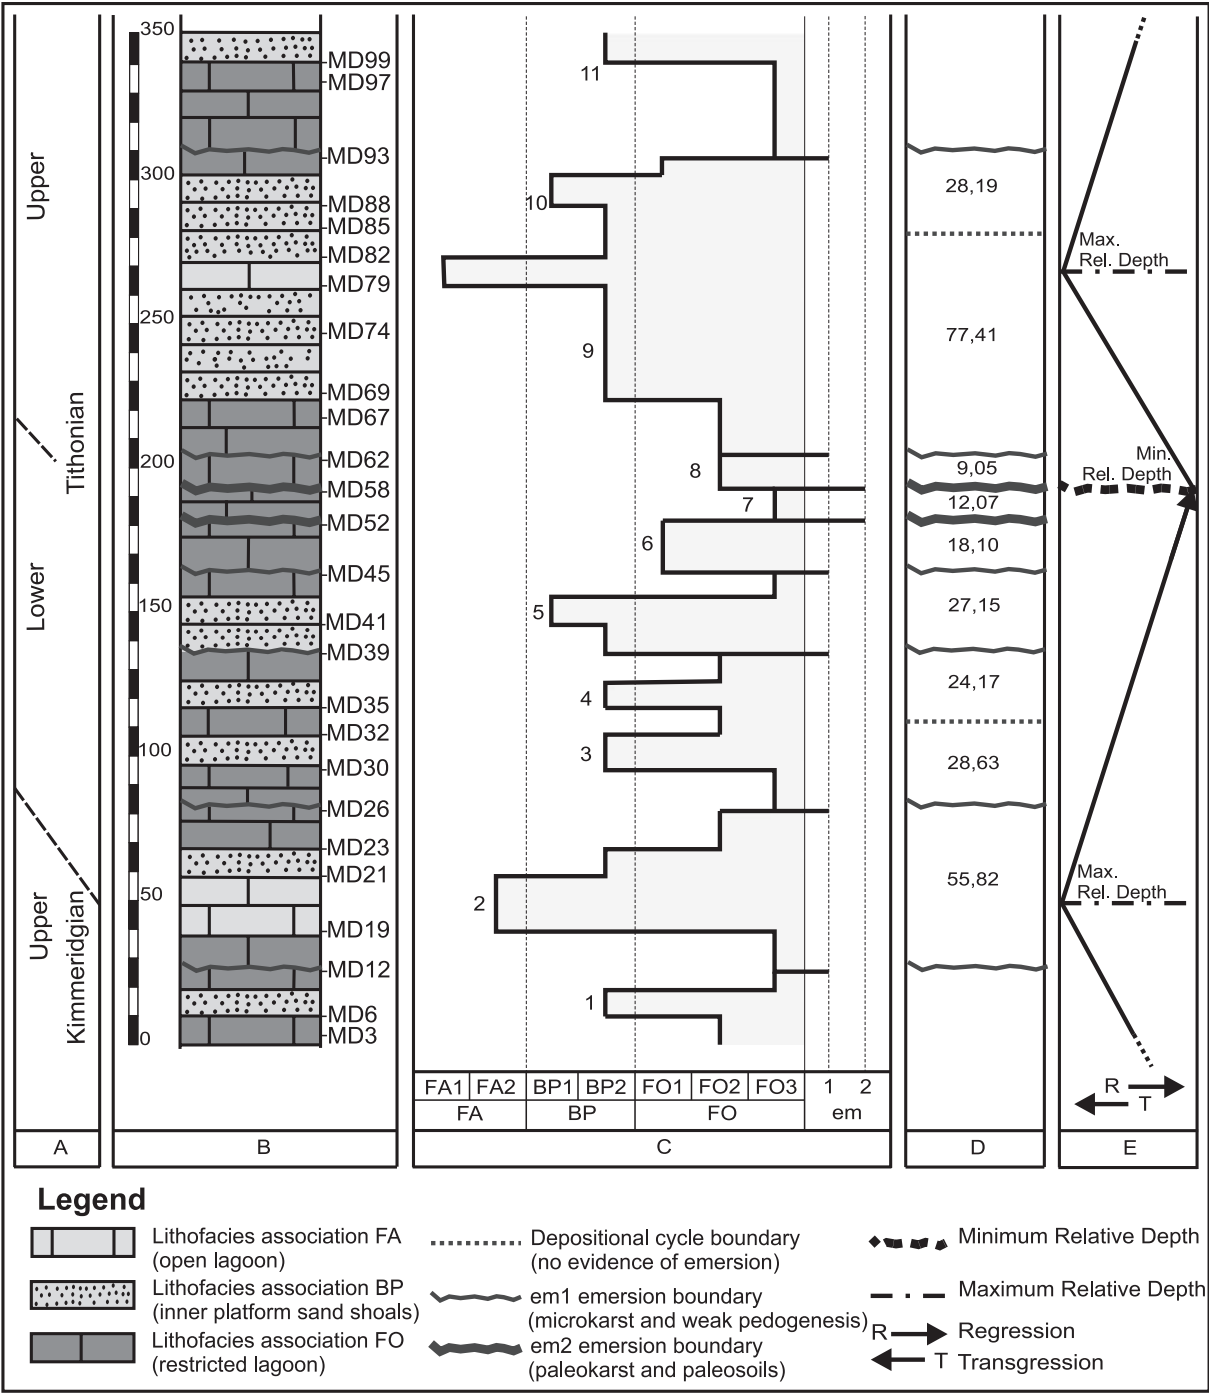 350
MD99
MD97
MD93
300
MD88
MD85
MD82
MD79
250
MD74
MD69
MD67
200
MD62
MD58
MD52
MD45
150
MD41
MD39
MD35
MD32
100
MD30
MD26
MD23
MD21
50
MD19
MD12
MD6
MD3
0
Upper
Tithonian
Lower
Upper
Kimmeridgian
11
10
9
8
7
6
5
4
3
2
1
28,19
77,41
9,05
12,07
18,10
27,15
24,17
28,63
55,82
Max.
Rel. Depth
Min.
Rel. Depth
Max.
Rel. Depth
R
T
FA1 FA2 BP1 BP2 FO1 FO2 FO3 1 2
FA BP FO em
A B C D E
Legend
Lithofacies association FA
(open lagoon)
Lithofacies association BP
(inner platform sand shoals)
Lithofacies association FO
(restricted lagoon)
Depositional cycle boundary
(no evidence of emersion)
em1 emersion boundary
(microkarst and weak pedogenesis)
em2 emersion boundary
(paleokarst and paleosoils)
Minimum Relative Depth
Maximum Relative Depth
R Regression
T Transgression